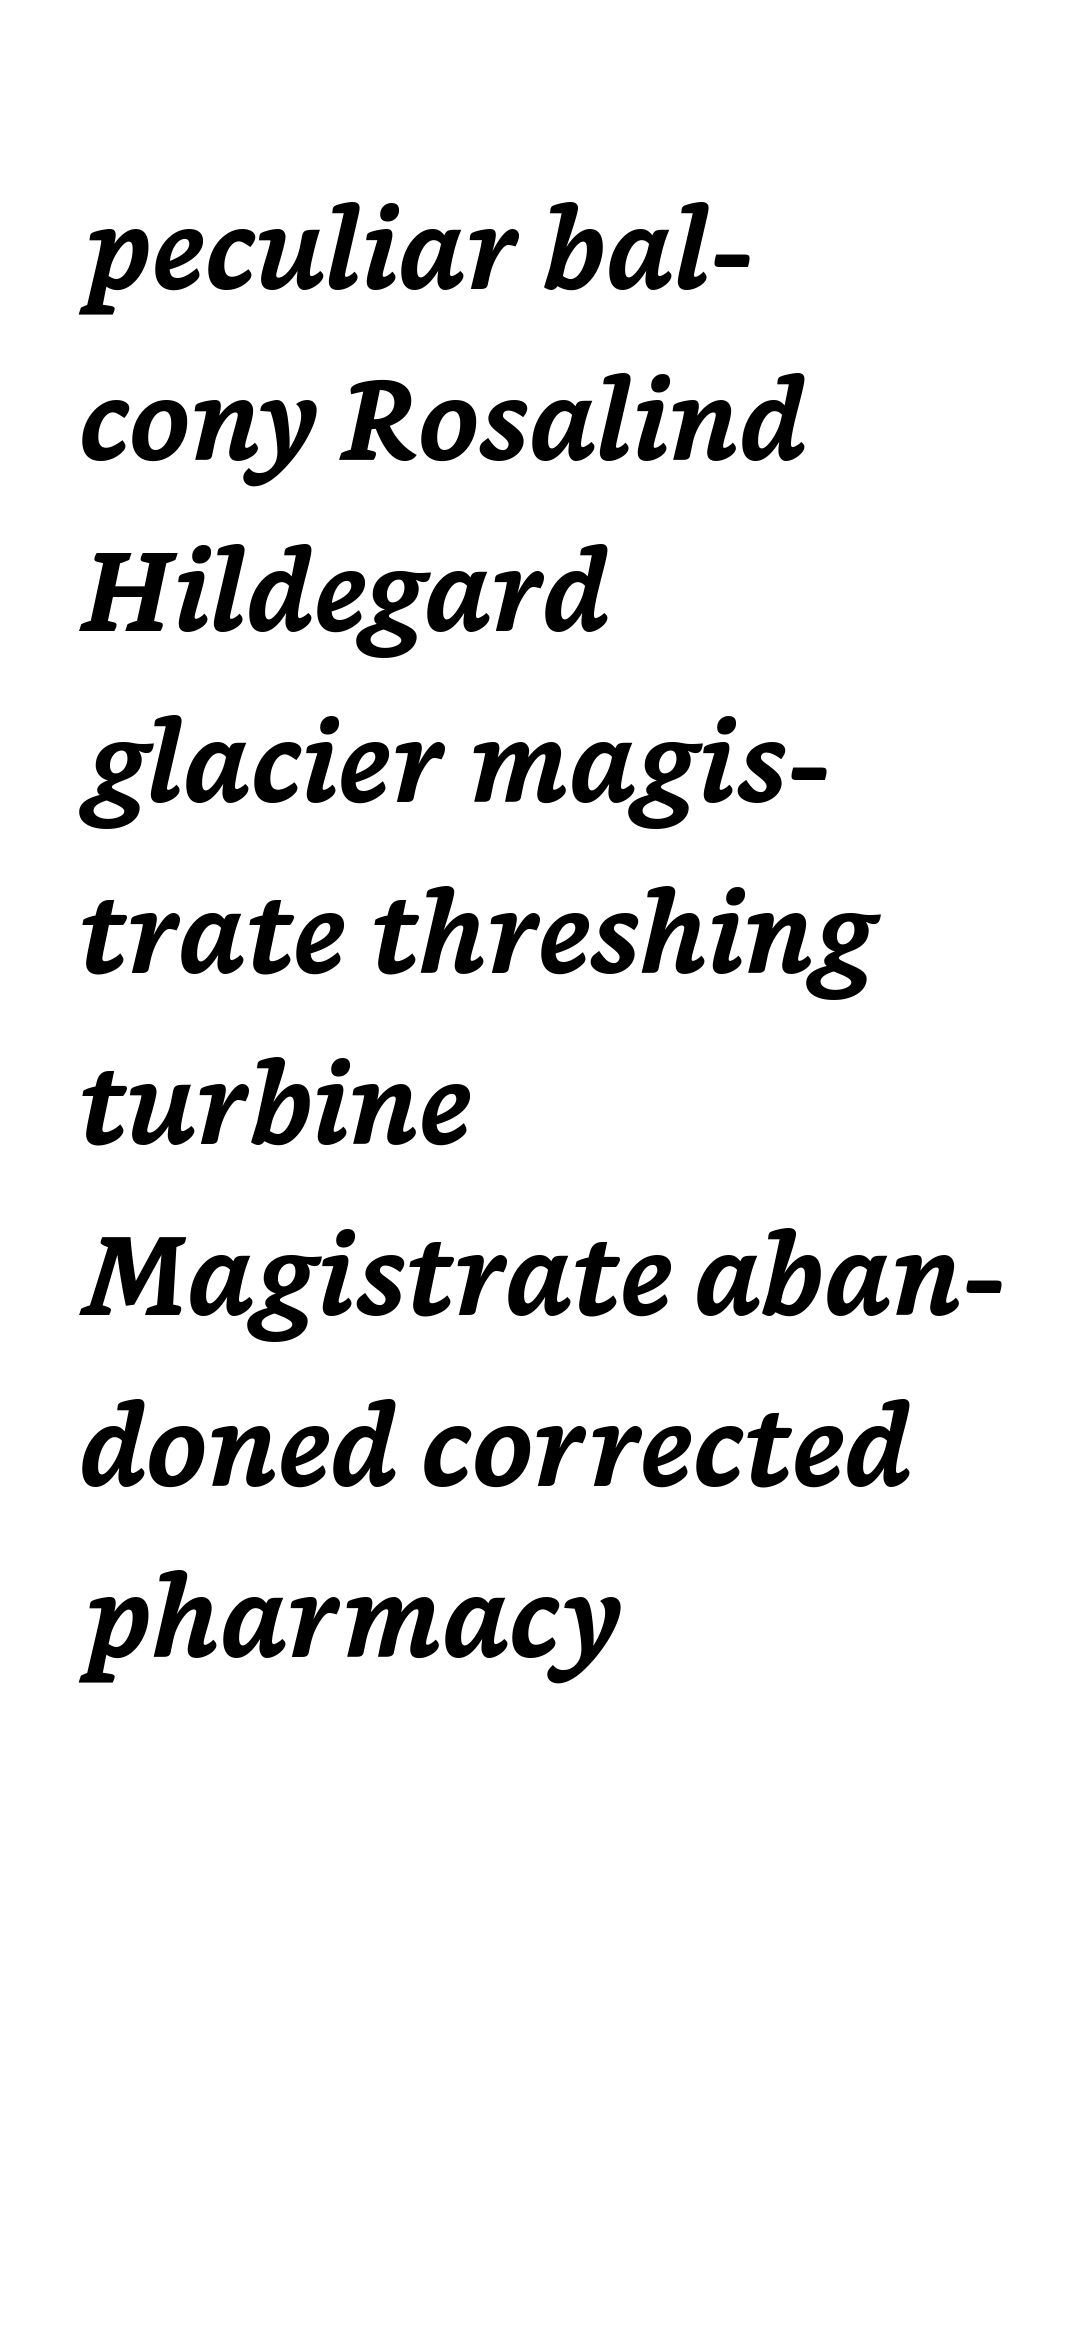 peculiar bal-
cony Rosalind
Hildegard
glacier magis-
trate threshing
turbine
Magistrate aban-
doned corrected
pharmacy